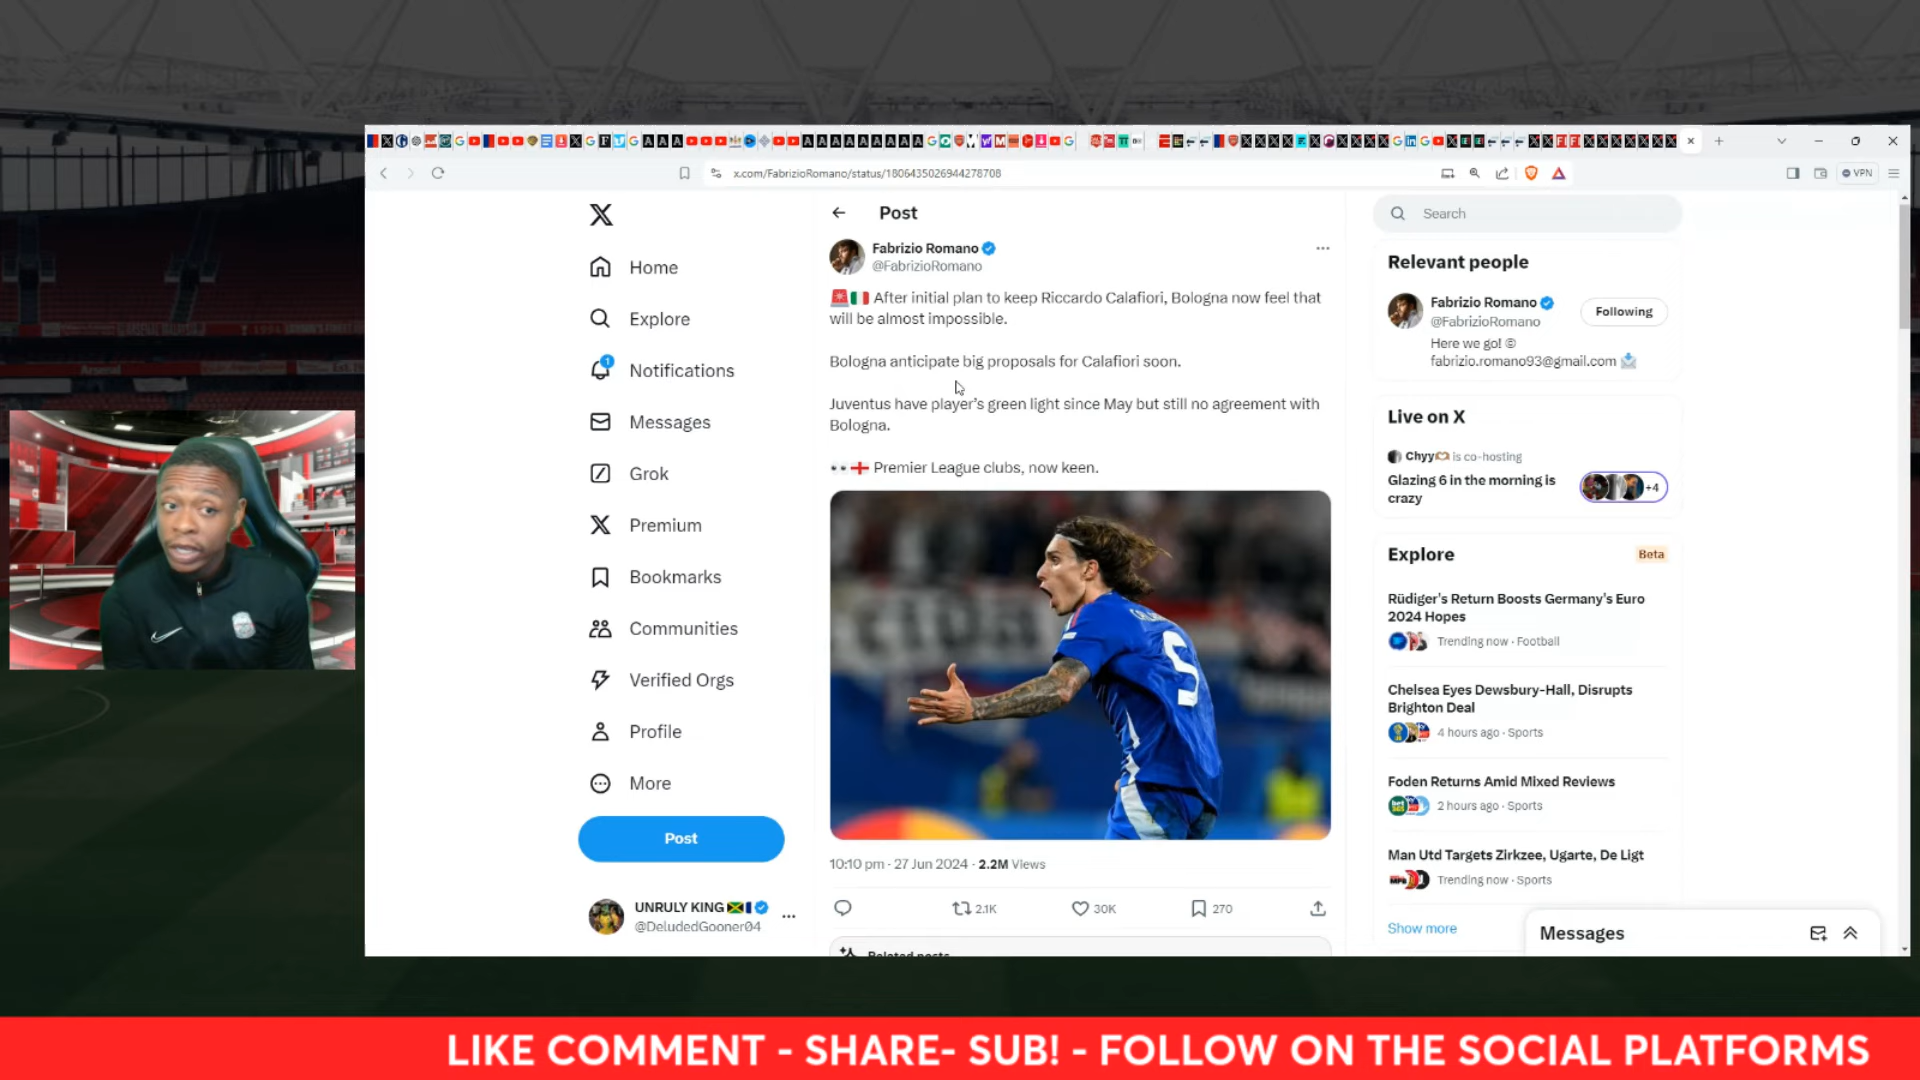 x.com/FabrizioRomano/status/1806435026944278708
VPN
Home
Explore
1
Notifications
Messages
Grok
Premium
Bookmarks
Communities
Verified Orgs
Profile
More
Post
UNRULY KING
@DeludedGooner04
Post
Fabrizio Romano
@FabrizioRomano
After initial plan to keep Riccardo Calafiori, Bologna now feel that
will be almost impossible.
Bologna anticipate big proposals for Calafiori soon.
Juventus have player's green light since May but still no agreement with
Bologna.
Premier League clubs, now keen.
5
10:10 pm · 27 Jun 2024 · 2.2M Views
2.1K
30K
270
Related posts
Search
Relevant people
Fabrizio Romano
@FabrizioRomano
Following
Here we go! ©
fabrizio.romano93@gmail.com
Live on X
Chyy is co-hosting
Glazing 6 in the morning is
crazy
+4
Explore
Beta
Rüdiger's Return Boosts Germany's Euro
2024 Hopes
Trending now · Football
Chelsea Eyes Dewsbury-Hall, Disrupts
Brighton Deal
4 hours ago · Sports
Foden Returns Amid Mixed Reviews
2 hours ago · Sports
Man Utd Targets Zirkzee, Ugarte, De Ligt
Trending now · Sports
Show more
Messages
Arsenal
LIKE COMMENT - SHARE- SUB! - FOLLOW ON THE SOCIAL PLATFORMS